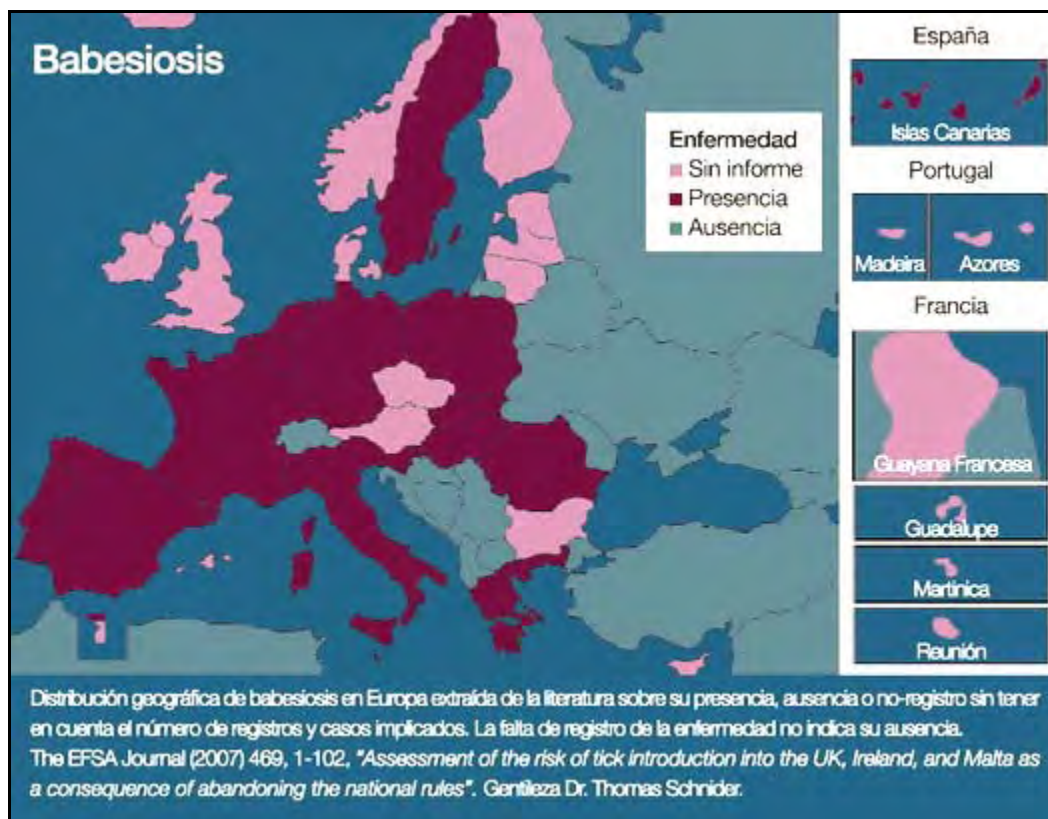 Babesiosis
Enfermedad
Sin informe
Presencia
Ausencia
España
Islas Canarias
Portugal
Madeira
Azores
Francia
Guayana Francesa
Guadalupe
Martinica
Reunión
Distribución geográfica de babesiosis en Europa extraída de la literatura sobre su presencia, ausencia o no-registro sin tener
en cuenta el número de registros y casos implicados. La falta de registro de la enfermedad no indica su ausencia.
The EFSA Journal (2007) 469, 1-102, "Assessment of the risk of tick introduction into the UK, Ireland, and Malta as
a consequence of abandoning the national rules". Gentileza Dr. Thomas Schnider.